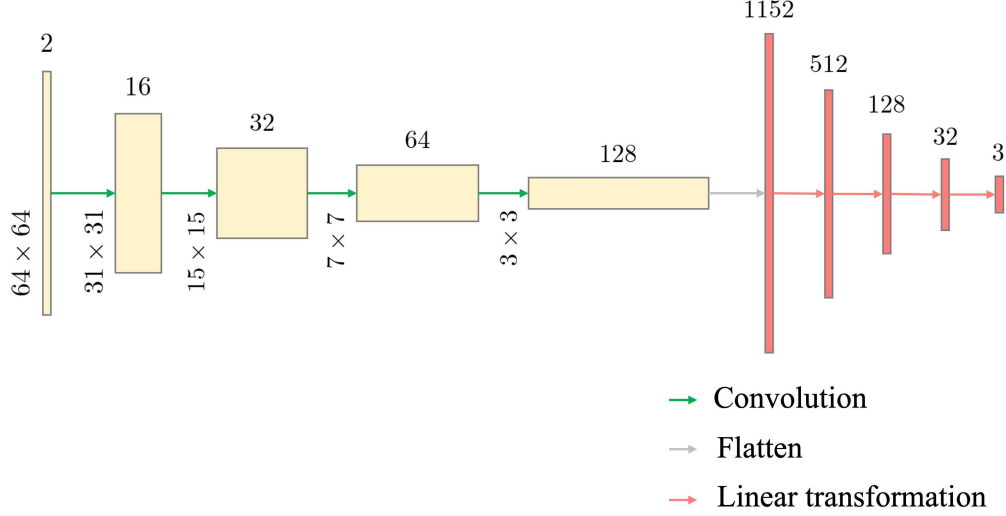 2
16
32
64
128
1152
512
128
32
3
64 × 64
31 × 31
15 × 15
7 × 7
3 × 3
Convolution
Flatten
Linear transformation